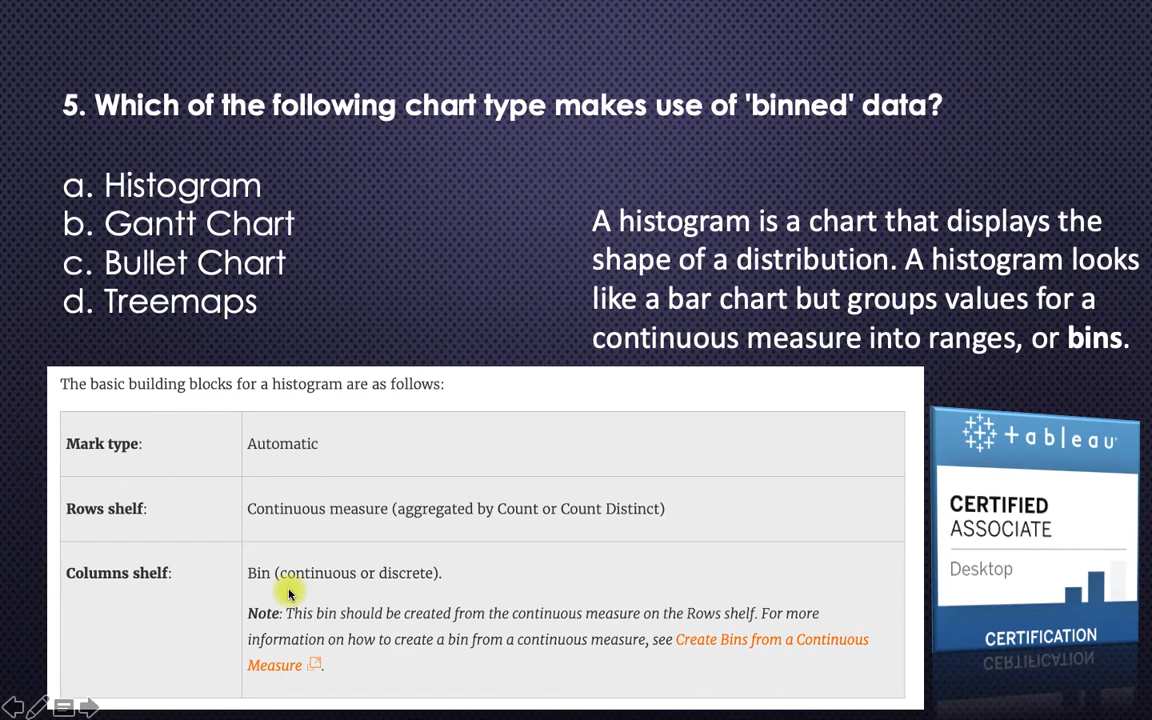 5. Which of the following chart type makes use of 'binned' data?
a. Histogram
b. Gantt Chart
c. Bullet Chart
d. Treemaps
A histogram is a chart that displays the
shape of a distribution. A histogram looks
like a bar chart but groups values for a
continuous measure into ranges, or bins.
The basic building blocks for a histogram are as follows:
Mark type: Automatic
Rows shelf: Continuous measure (aggregated by Count or Count Distinct)
Columns shelf: Bin (continuous or discrete).
Note: This bin should be created from the continuous measure on the Rows shelf. For more
information on how to create a bin from a continuous measure, see Create Bins from a Continuous
Measure .
+ableau
CERTIFIED
ASSOCIATE
Desktop
CERTIFICATION